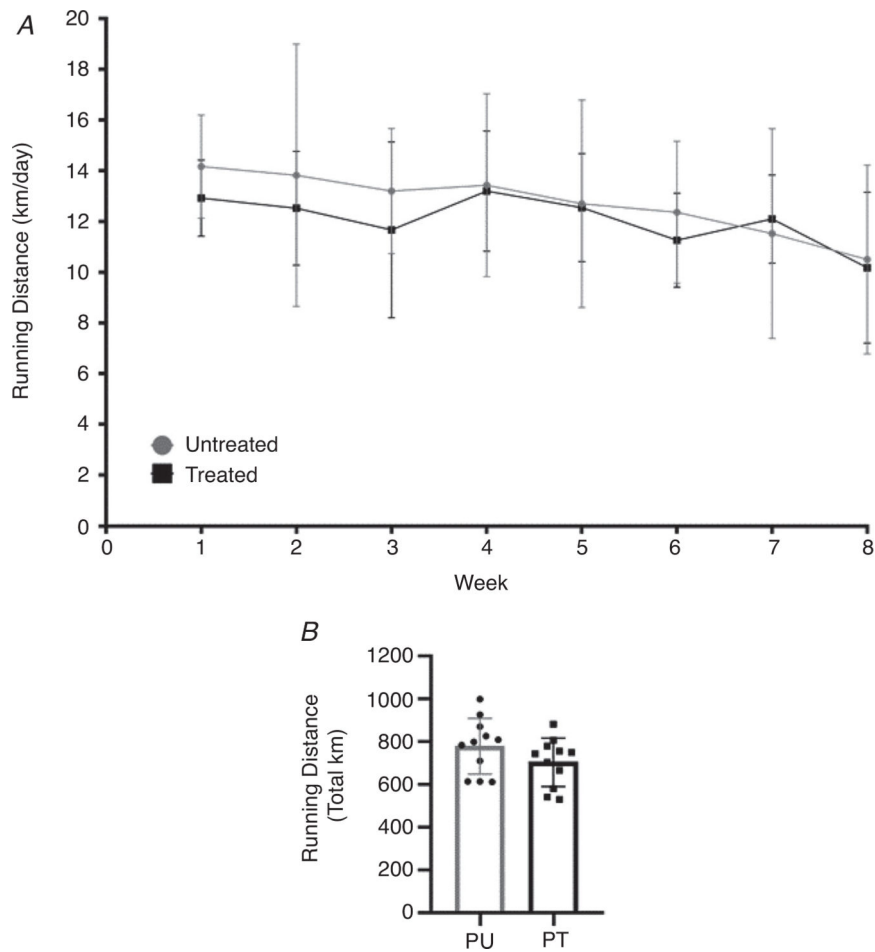 A
20
18
16
14
12
10
8
6
4
2
0
Running Distance (km/day)
Untreated
Treated
0 1 2 3 4 5 6 7 8
Week
B
1200
1000
800
600
400
200
0
Running Distance
(Total km)
PU PT